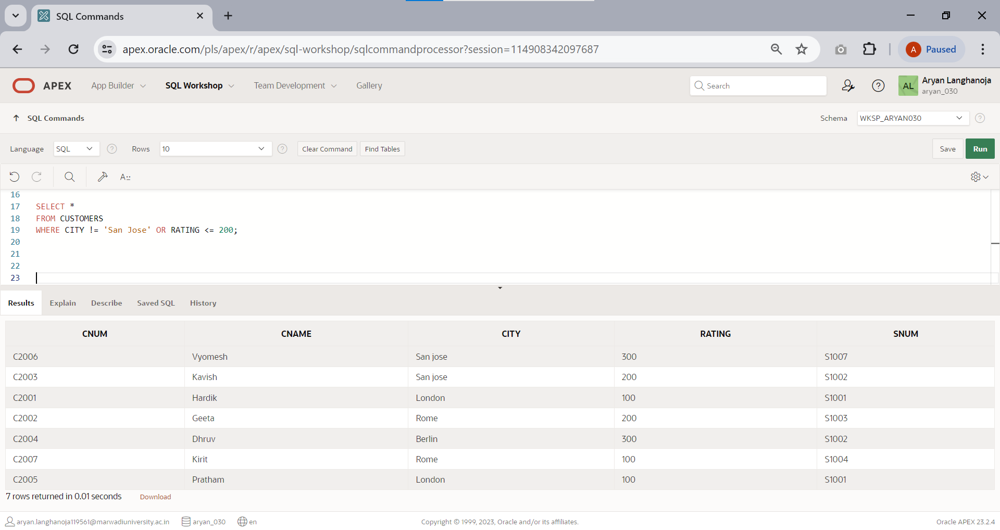 SQL Commands
apex.oracle.com/pls/apex/r/apex/sql-workshop/sqlcommandprocessor?session=114908342097687
A Paused
APEX App Builder SQL Workshop Team Development Gallery Search ? AL Aryan Langhanoja
aryan_030
SQL Commands Schema WKSP_ARYAN030 ?
Language SQL ? Rows 10 ? Clear Command Find Tables Save Run
A::
16
17 SELECT *
18 FROM CUSTOMERS
19 WHERE CITY != 'San Jose' OR RATING <= 200;
20
21
22
23
Results Explain Describe Saved SQL History
CNUM CNAME CITY RATING SNUM
C2006 Vyomesh San jose 300 S1007
C2003 Kavish San jose 200 S1002
C2001 Hardik London 100 S1001
C2002 Geeta Rome 200 S1003
C2004 Dhruv Berlin 300 S1002
C2007 Kirit Rome 100 S1004
C2005 Pratham London 100 S1001
7 rows returned in 0.01 seconds Download
aryan.langhanoja119561@marwadiuniversity.ac.in aryan_030 en Copyright © 1999, 2023, Oracle and/or its affiliates. Oracle APEX 23.2.4